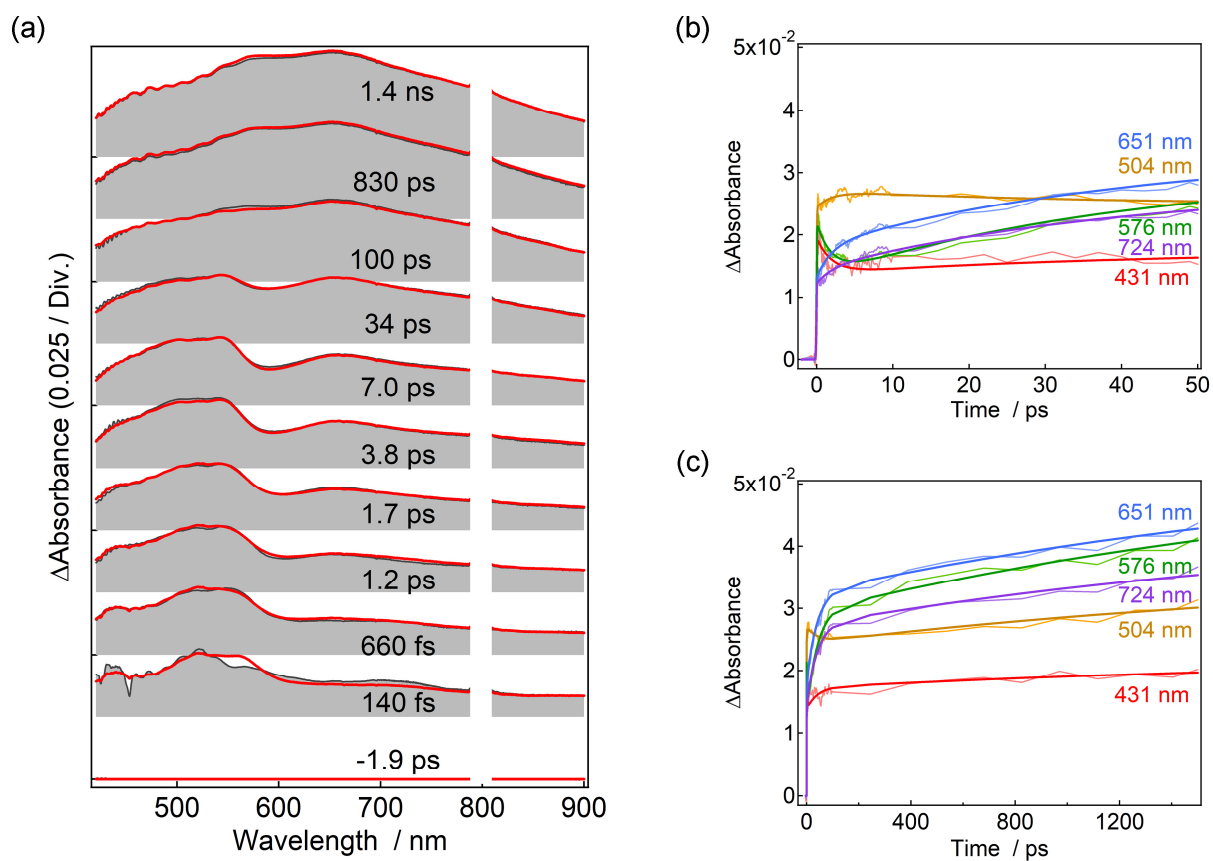 (a)
ΔAbsorbance (0.025 / Div.)
1.4 ns
830 ps
100 ps
34 ps
7.0 ps
3.8 ps
1.7 ps
1.2 ps
660 fs
140 fs
-1.9 ps
500 600 700 800 900
Wavelength / nm
(b)
5x10-2
3
2
1
0
ΔAbsorbance
651 nm
504 nm
576 nm
724 nm
431 nm
0 10 20 30 40 50
Time / ps
(c)
5x10-2
4
3
2
1
0
ΔAbsorbance
651 nm
576 nm
724 nm
504 nm
431 nm
0 400 800 1200
Time / ps